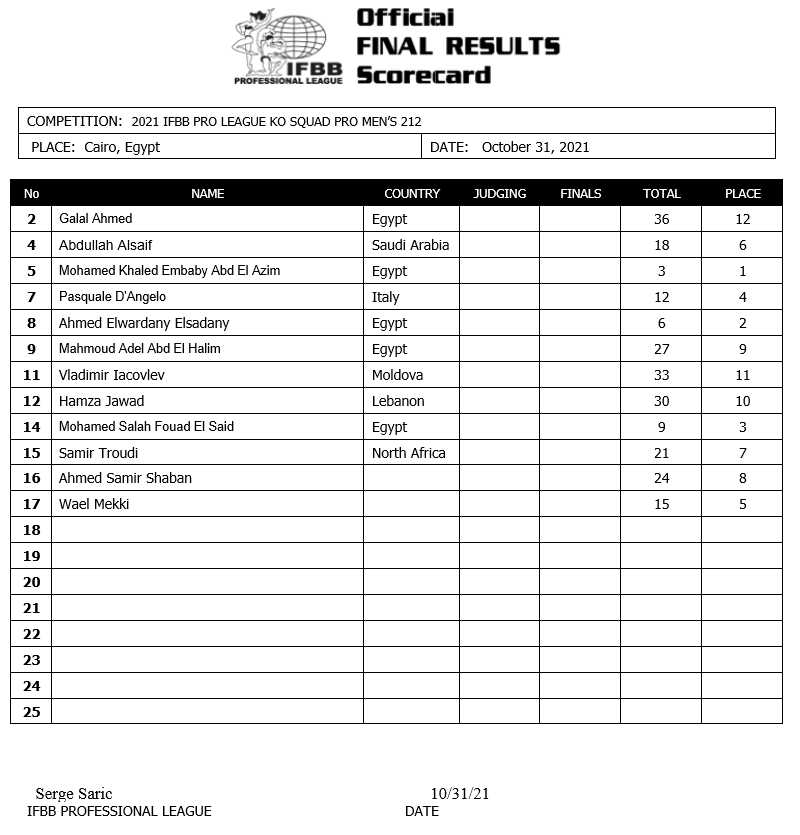 Official
FINAL RESULTS
Scorecard
IFBB
PROFESSIONAL LEAGUE
COMPETITION: 2021 IFBB PRO LEAGUE KO SQUAD PRO MEN'S 212
PLACE: Cairo, Egypt DATE: October 31, 2021
No NAME COUNTRY JUDGING FINALS TOTAL PLACE
2 Galal Ahmed Egypt 36 12
4 Abdullah Alsaif Saudi Arabia 18 6
5 Mohamed Khaled Embaby Abd El Azim Egypt 3 1
7 Pasquale D'Angelo Italy 12 4
8 Ahmed Elwardany Elsadany Egypt 6 2
9 Mahmoud Adel Abd El Halim Egypt 27 9
11 Vladimir Iacovlev Moldova 33 11
12 Hamza Jawad Lebanon 30 10
14 Mohamed Salah Fouad El Said Egypt 9 3
15 Samir Troudi North Africa 21 7
16 Ahmed Samir Shaban 24 8
17 Wael Mekki 15 5
18
19
20
21
22
23
24
25
Serge Saric 10/31/21
IFBB PROFESSIONAL LEAGUE DATE